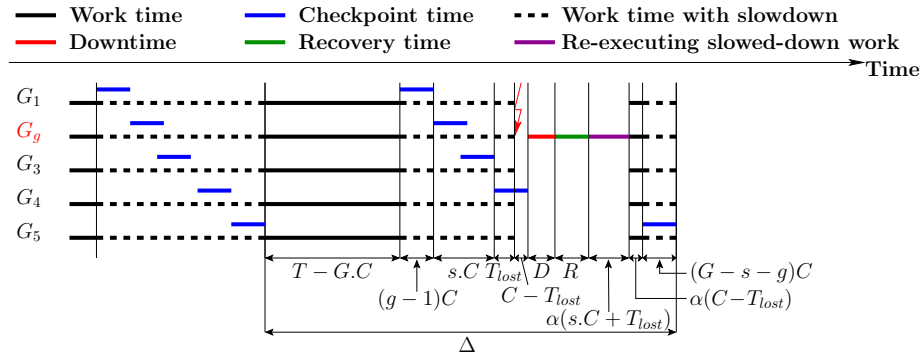 Work time Checkpoint time Work time with slowdown
Downtime Recovery time Re-executing slowed-down work
Time
G1
Gg
G3
G4
G5
T − G.C s.C Tlost D R (G − s − g)C
(g − 1)C C − Tlost α(C−Tlost)
α(s.C + Tlost)
Δ